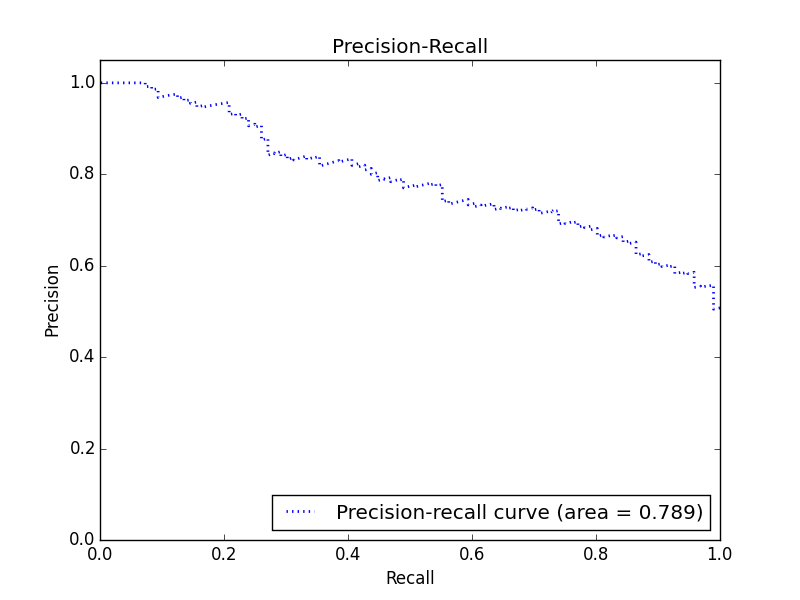 Precision-Recall
1.0
0.8
0.6
0.4
0.2
0.0
Precision
0.0 0.2 0.4 0.6 0.8 1.0
Recall
Precision-recall curve (area = 0.789)